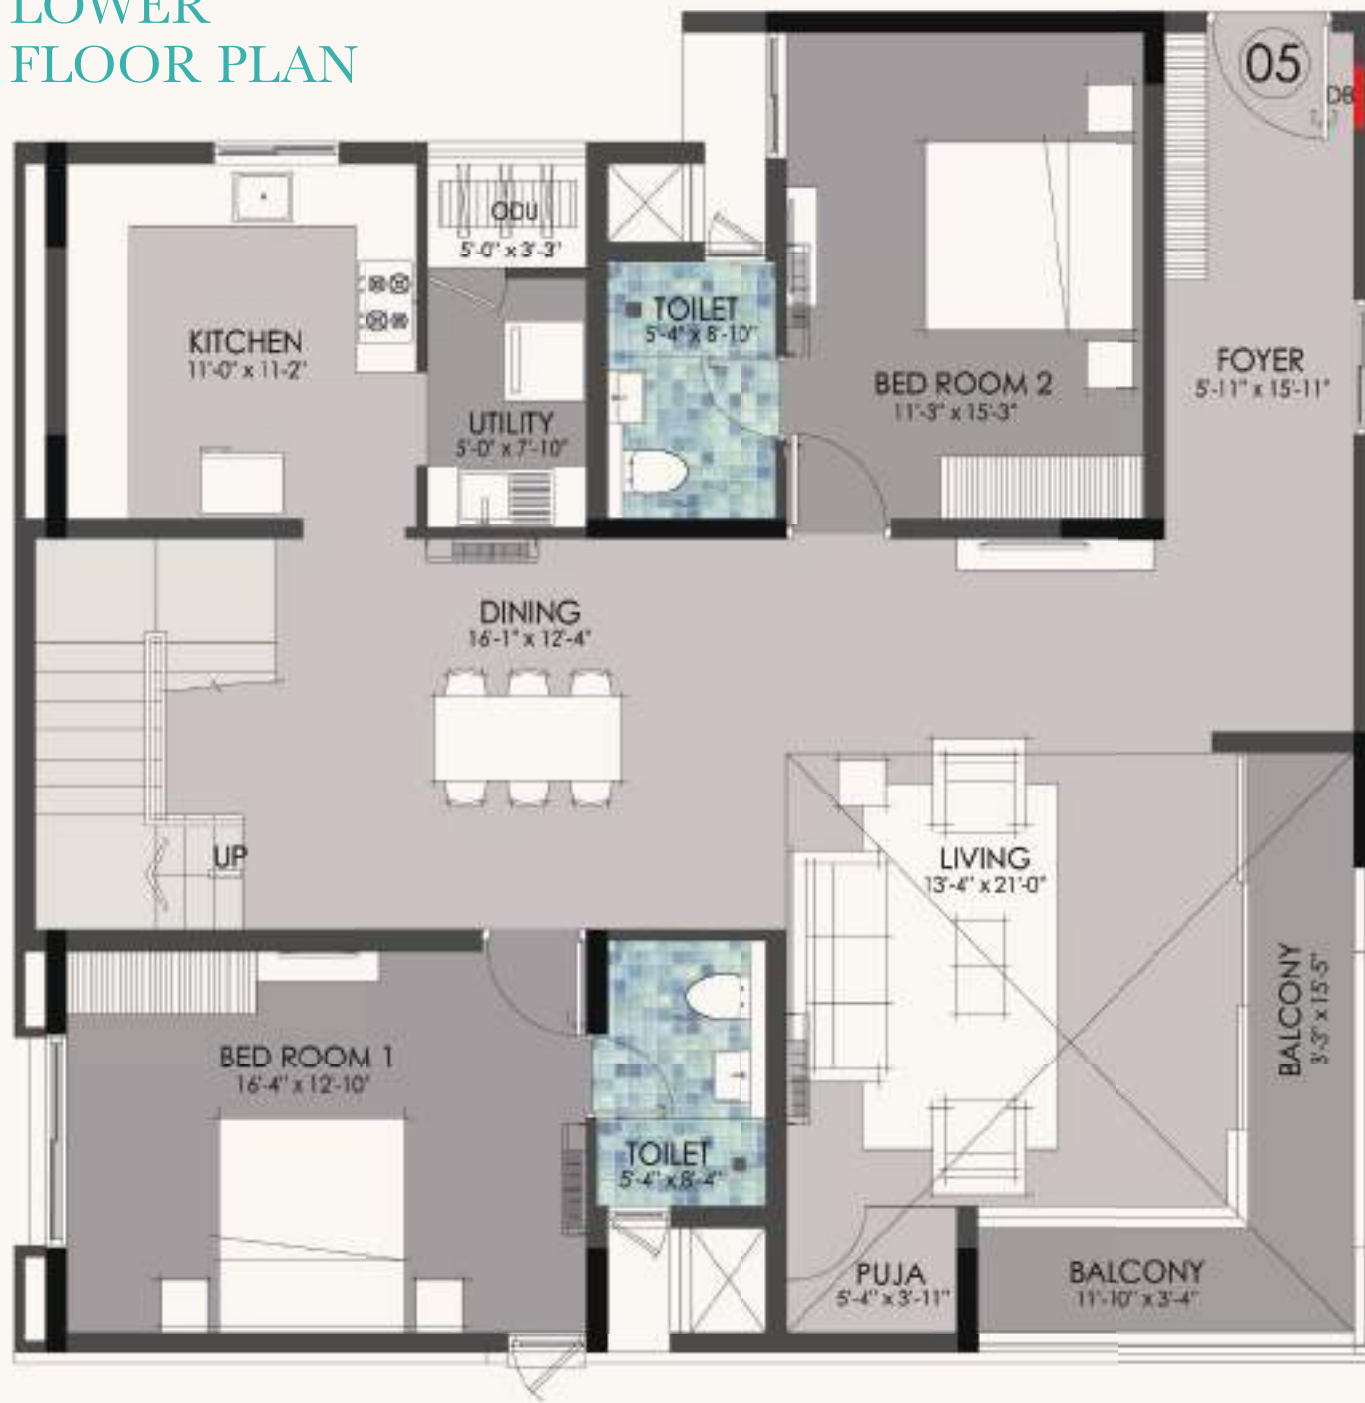 LOWER
FLOOR PLAN
05
DB
ODU
5'-0" x 3'-3"
TOILET
5'-4" x 8'-10"
KITCHEN
11'-0" x 11'-2"
FOYER
5'-11" x 15'-11"
BED ROOM 2
11'-3" x 15'-3"
UTILITY
5'-0" x 7'-10"
DINING
16'-1" x 12'-4"
UP
LIVING
13'-4" x 21'-0"
BALCONY
3'-3" x 15'-5"
BED ROOM 1
16'-4" x 12'-10"
TOILET
5'-4" x 8'-4"
PUJA
5'-4" x 3'-11"
BALCONY
11'-10" x 3'-4"